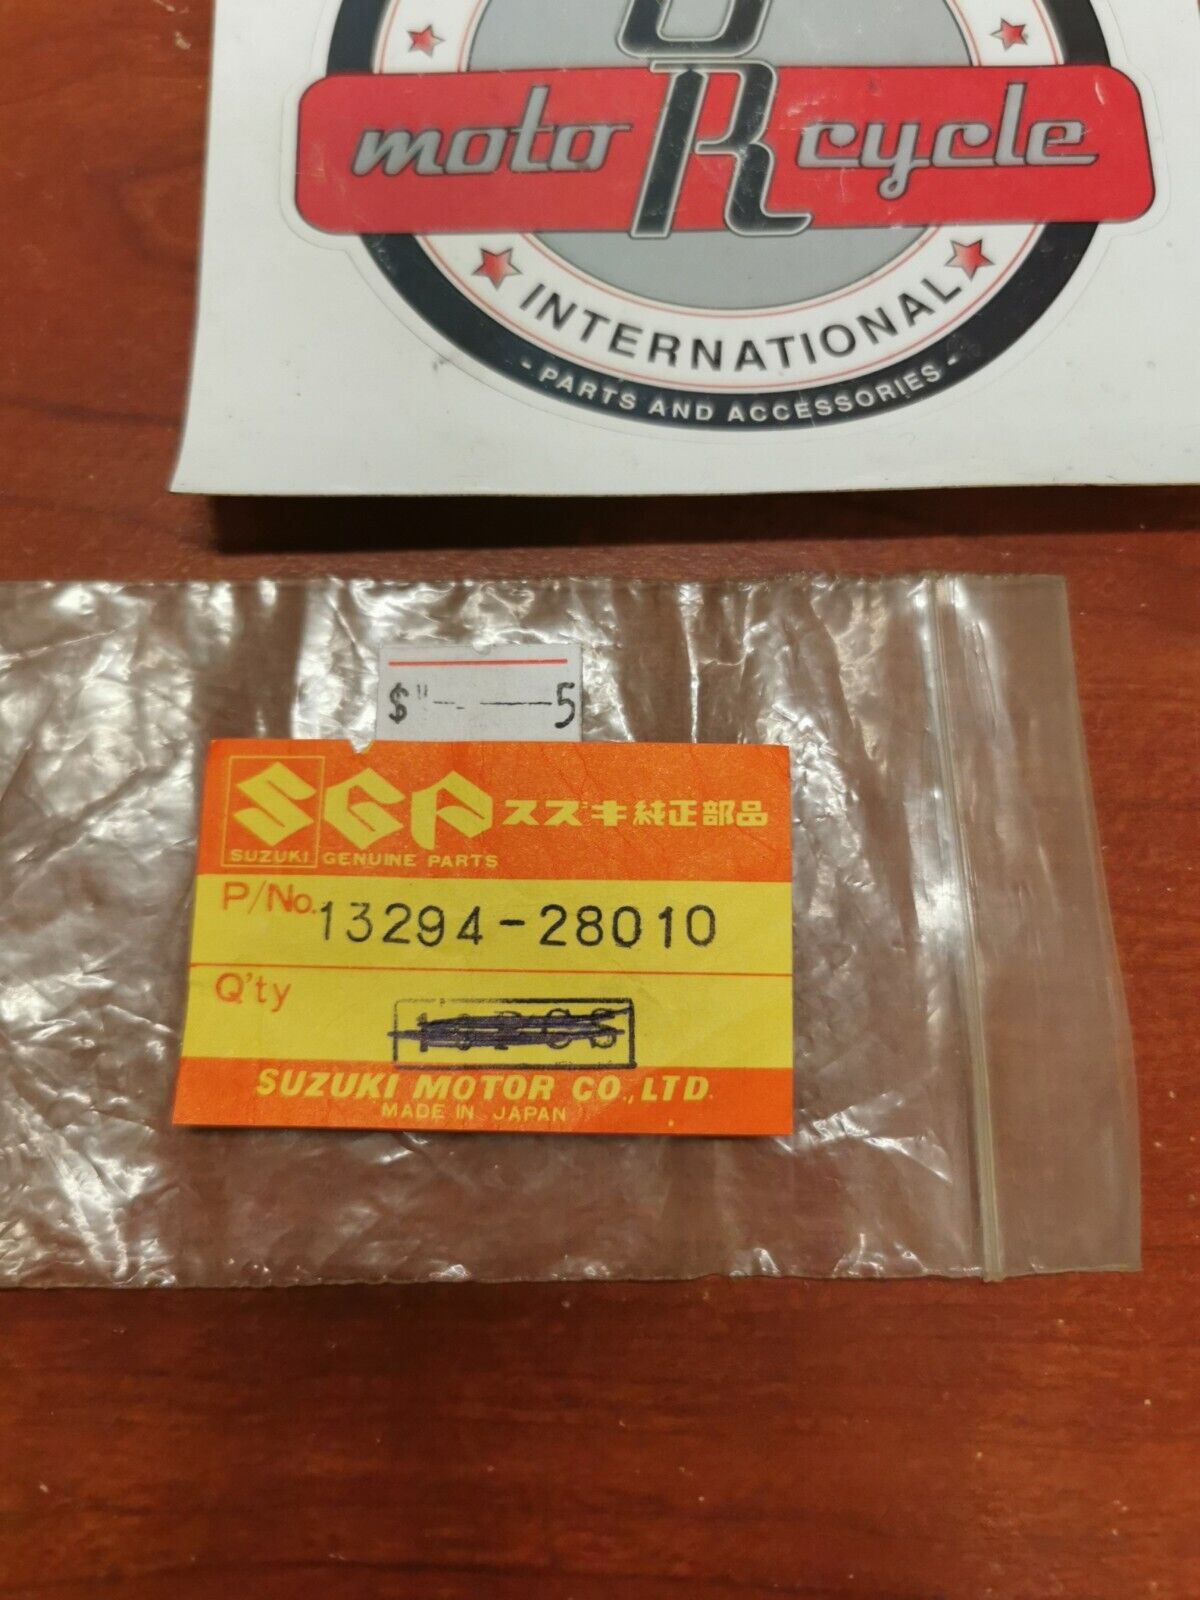 moto R cycle
INTERNATIONAL
- PARTS AND ACCESSORIES -
$ 5
SGP スズキ純正部品
SUZUKI GENUINE PARTS
P/No. 13294-28010
Q'ty
SUZUKI MOTOR CO., LTD.
MADE IN JAPAN